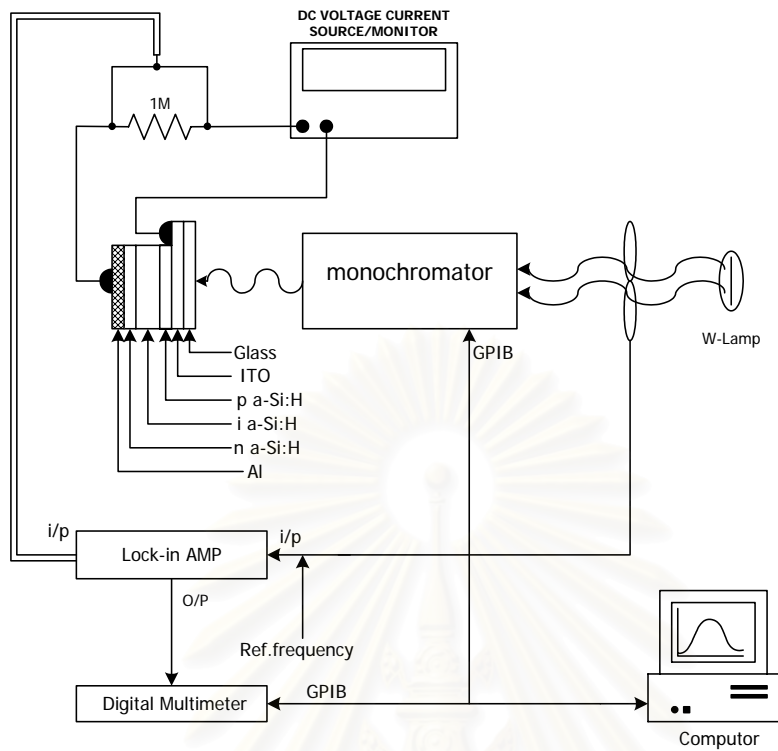 DC VOLTAGE CURRENT
SOURCE/MONITOR
1M
monochromator
W-Lamp
GPIB
Glass
ITO
p a-Si:H
i a-Si:H
n a-Si:H
Al
i/p
Lock-in AMP
i/p
O/P
Ref.frequency
Digital Multimeter
GPIB
Computor